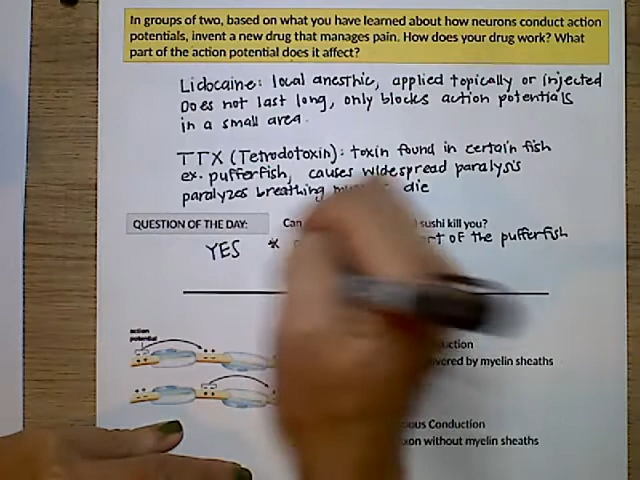 In groups of two, based on what you have learned about how neurons conduct action
potentials, invent a new drug that manages pain. How does your drug work? What
part of the action potential does it affect?
Lidocaine: local anesthic, applied topically or injected
Does not last long, only blocks action potentials
in a small area.
TTX (Tetrodotoxin): toxin found in certain fish
ex. pufferfish, causes widespread paralysis
paralyzes breathing die
QUESTION OF THE DAY: Can sushi kill you?
YES * of the pufferfish
action
potential
covered by myelin sheaths
Conduction
without myelin sheaths